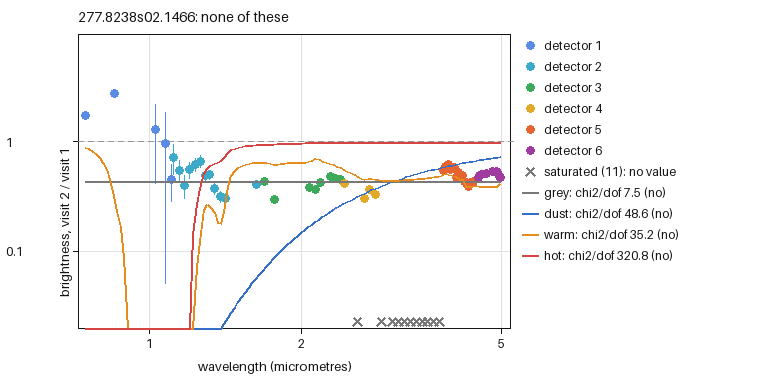 277.8238s02.1466: none of these
brightness, visit 2 / visit 1
1
0.1
1
2
5
wavelength (micrometres)
detector 1
detector 2
detector 3
detector 4
detector 5
detector 6
saturated (11): no value
grey: chi2/dof 7.5 (no)
dust: chi2/dof 48.6 (no)
warm: chi2/dof 35.2 (no)
hot: chi2/dof 320.8 (no)